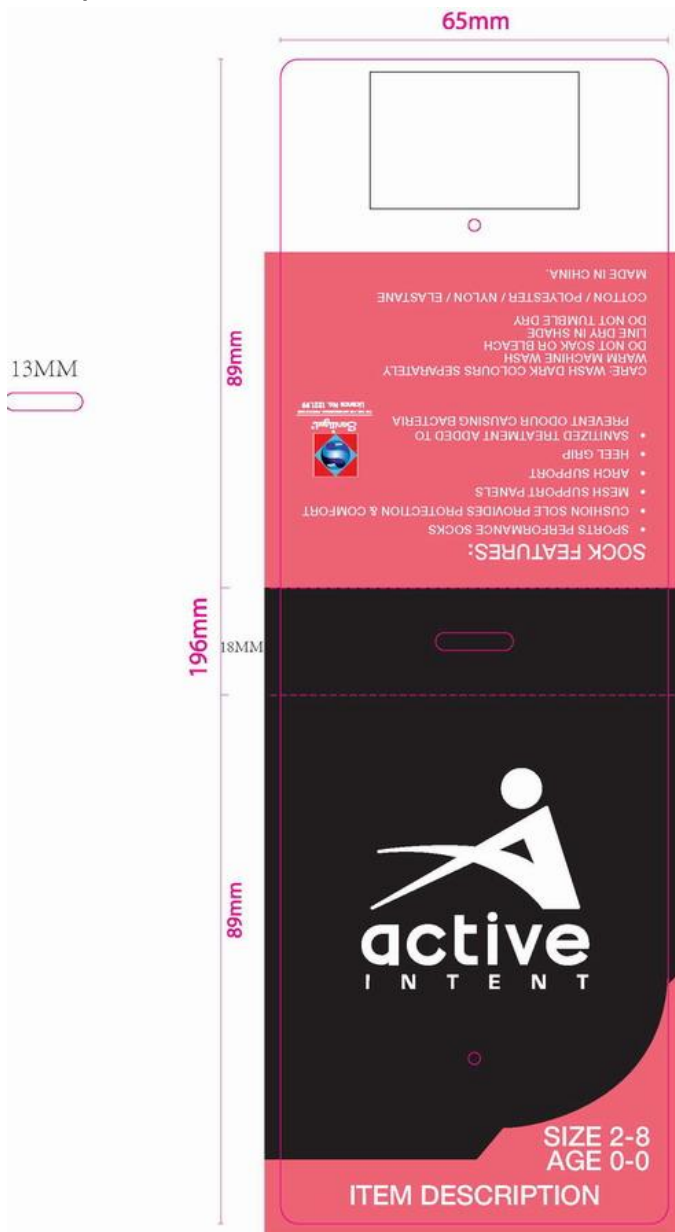 65mm
89mm
13MM
196mm
18MM
89mm
SOCK FEATURES:
• SPORTS PERFORMANCE SOCKS
• CUSHION SOLE PROVIDES PROTECTION & COMFORT
• MESH SUPPORT PANELS
• ARCH SUPPORT
• HEEL GRIP
• SANITIZED TREATMENT ADDED TO
PREVENT ODOUR CAUSING BACTERIA
Sanitized
CARE: WASH DARK COLOURS SEPARATELY
WARM MACHINE WASH
DO NOT SOAK OR BLEACH
LINE DRY IN SHADE
DO NOT TUMBLE DRY
COTTON / POLYESTER / NYLON / ELASTANE
MADE IN CHINA.
active
INTENT
SIZE 2-8
AGE 0-0
ITEM DESCRIPTION